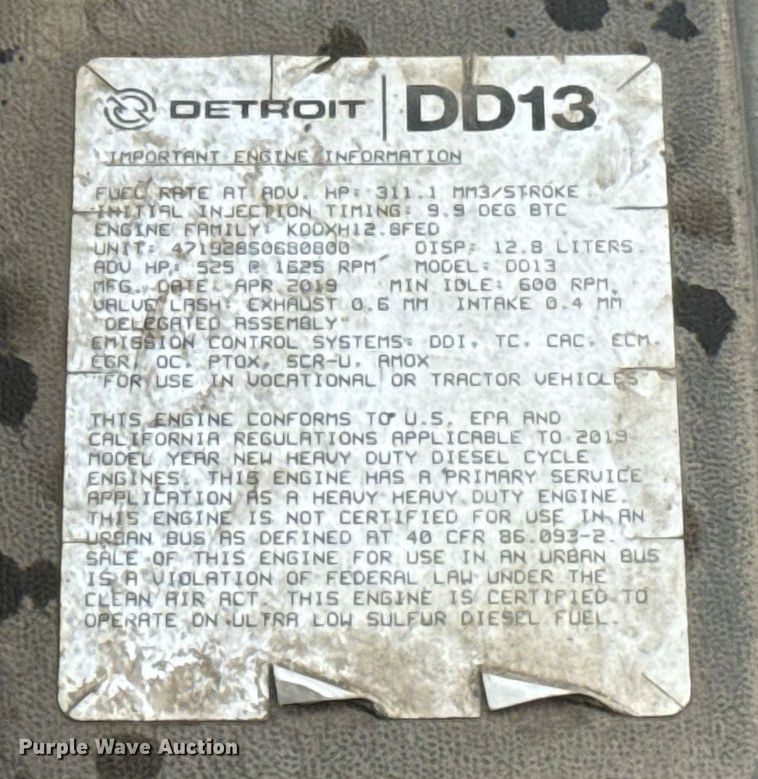 DETROIT DD13
IMPORTANT ENGINE INFORMATION
FUEL RATE AT ADV. HP: 311.1 MM3/STROKE
INITIAL INJECTION TIMING: 9.9 DEG BTC
ENGINE FAMILY: KDDXH12.8FED
UNIT: 471928S0680800 DISP: 12.8 LITERS
ADV HP: 525 @ 1625 RPM MODEL: DD13
MFG. DATE: APR 2019 MIN IDLE: 600 RPM
VALVE LASH: EXHAUST 0.6 MM INTAKE 0.4 MM
"DELEGATED ASSEMBLY"
EMISSION CONTROL SYSTEMS: DDI, TC, CAC, ECM,
EGR, OC, PTOX, SCR-U, AMOX
"FOR USE IN VOCATIONAL OR TRACTOR VEHICLES"
THIS ENGINE CONFORMS TO U.S. EPA AND
CALIFORNIA REGULATIONS APPLICABLE TO 2019
MODEL YEAR NEW HEAVY DUTY DIESEL CYCLE
ENGINES. THIS ENGINE HAS A PRIMARY SERVICE
APPLICATION AS A HEAVY HEAVY DUTY ENGINE.
THIS ENGINE IS NOT CERTIFIED FOR USE IN AN
URBAN BUS AS DEFINED AT 40 CFR 86.093-2.
SALE OF THIS ENGINE FOR USE IN AN URBAN BUS
IS A VIOLATION OF FEDERAL LAW UNDER THE
CLEAN AIR ACT. THIS ENGINE IS CERTIFIED TO
OPERATE ON ULTRA LOW SULFUR DIESEL FUEL.
Purple Wave Auction